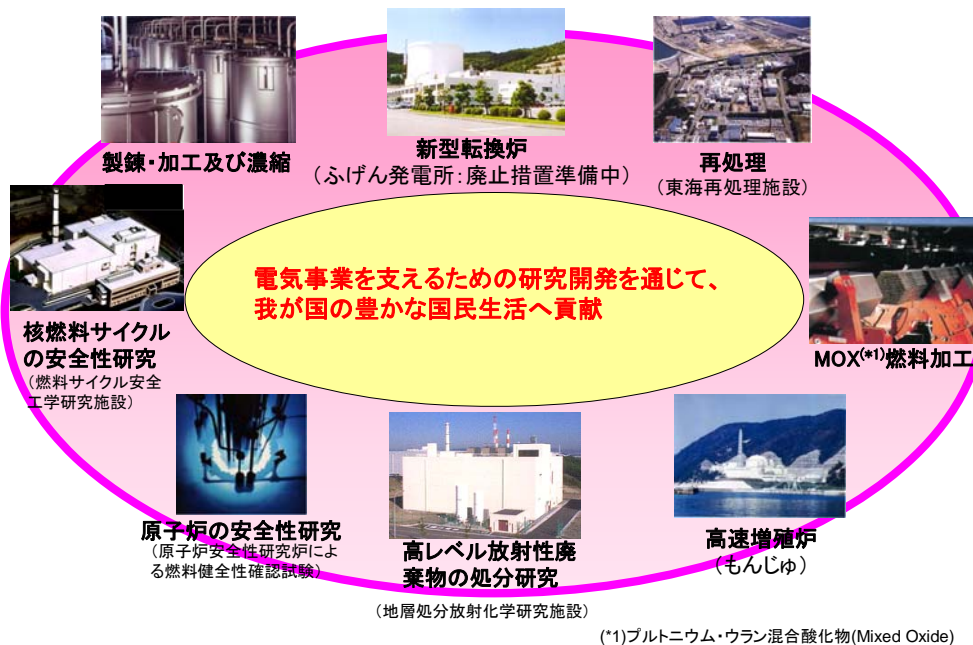 製錬・加工及び濃縮
新型転換炉
（ふげん発電所：廃止措置準備中）
再処理
（東海再処理施設）
電気事業を支えるための研究開発を通じて、
我が国の豊かな国民生活へ貢献
核燃料サイクル
の安全性研究
（燃料サイクル安全
工学研究施設）
MOX(*1)燃料加工
原子炉の安全性研究
（原子炉安全性研究炉によ
る燃料健全性確認試験）
高レベル放射性廃
棄物の処分研究
（地層処分放射化学研究施設）
高速増殖炉
（もんじゅ）
(*1)プルトニウム・ウラン混合酸化物(Mixed Oxide)